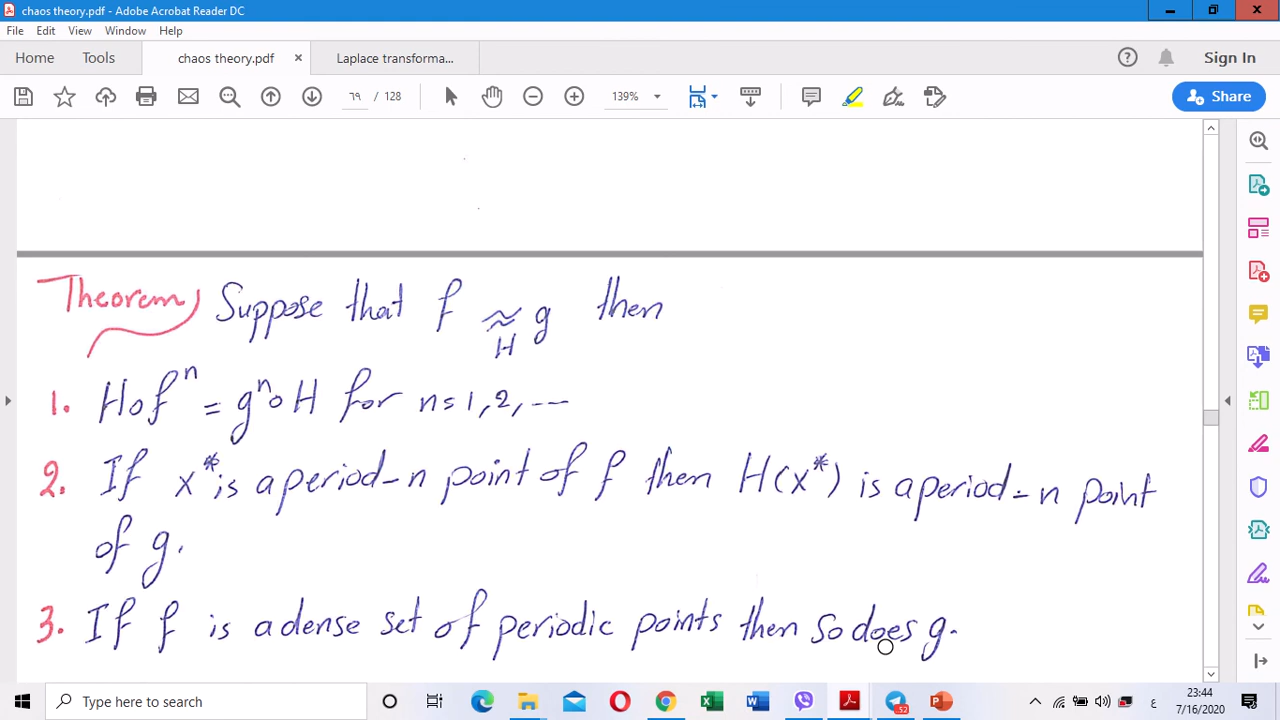 chaos theory.pdf - Adobe Acrobat Reader DC
File Edit View Window Help
Home Tools chaos theory.pdf × Laplace transforma... ? Sign In
٦٩ / 128 139% Share
Theorem) Suppose that f ≈ g then
H
1. Hof^n = g^n o H for n=1,2,---
2. If x* is a period-n point of f then H(x*) is a period-n point
of g.
3. If f is a dense set of periodic points then so does g.
Type here to search
52
ع
23:44
7/16/2020